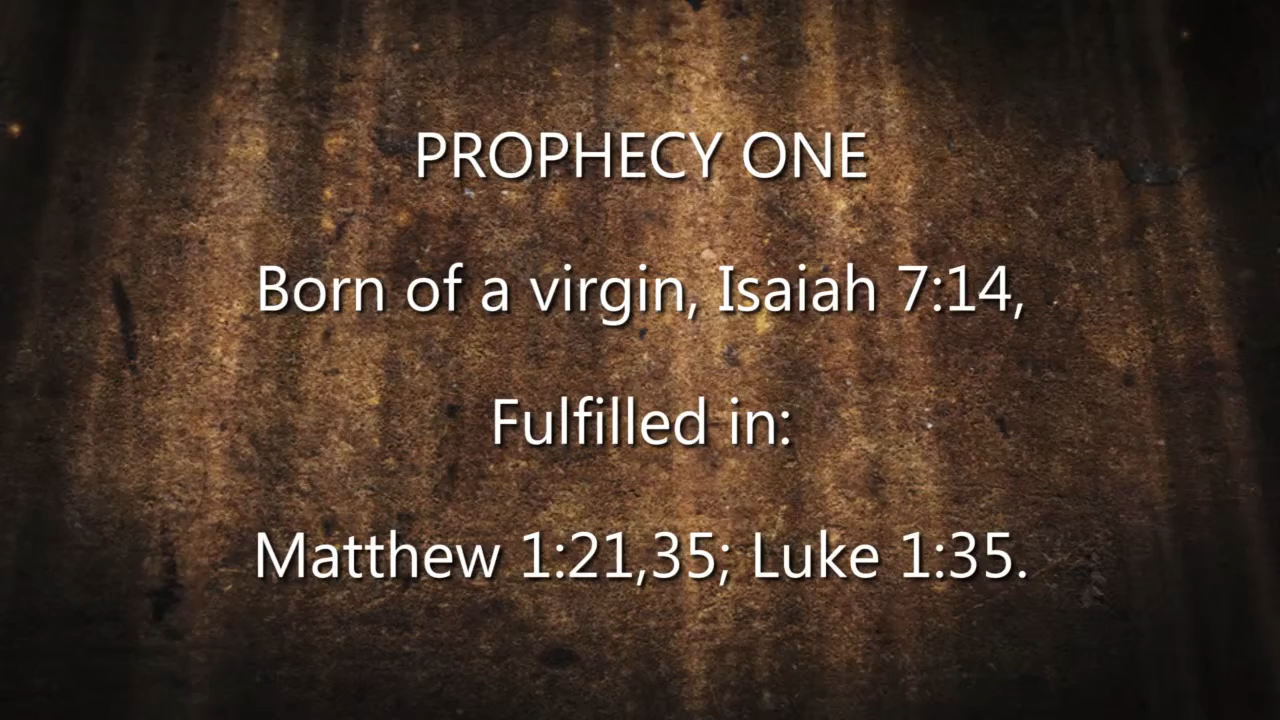 PROPHECY ONE
Born of a virgin, Isaiah 7:14,
Fulfilled in:
Matthew 1:21,35; Luke 1:35.